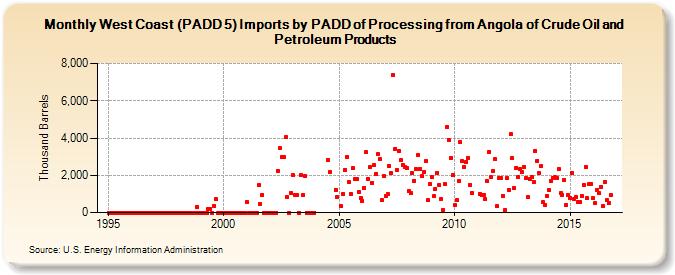 Monthly West Coast (PADD 5) Imports by PADD of Processing from Angola of Crude Oil and
Petroleum Products
Thousand Barrels
8,000
6,000
4,000
2,000
0
1995
2000
2005
2010
2015
Source: U.S. Energy Information Administration